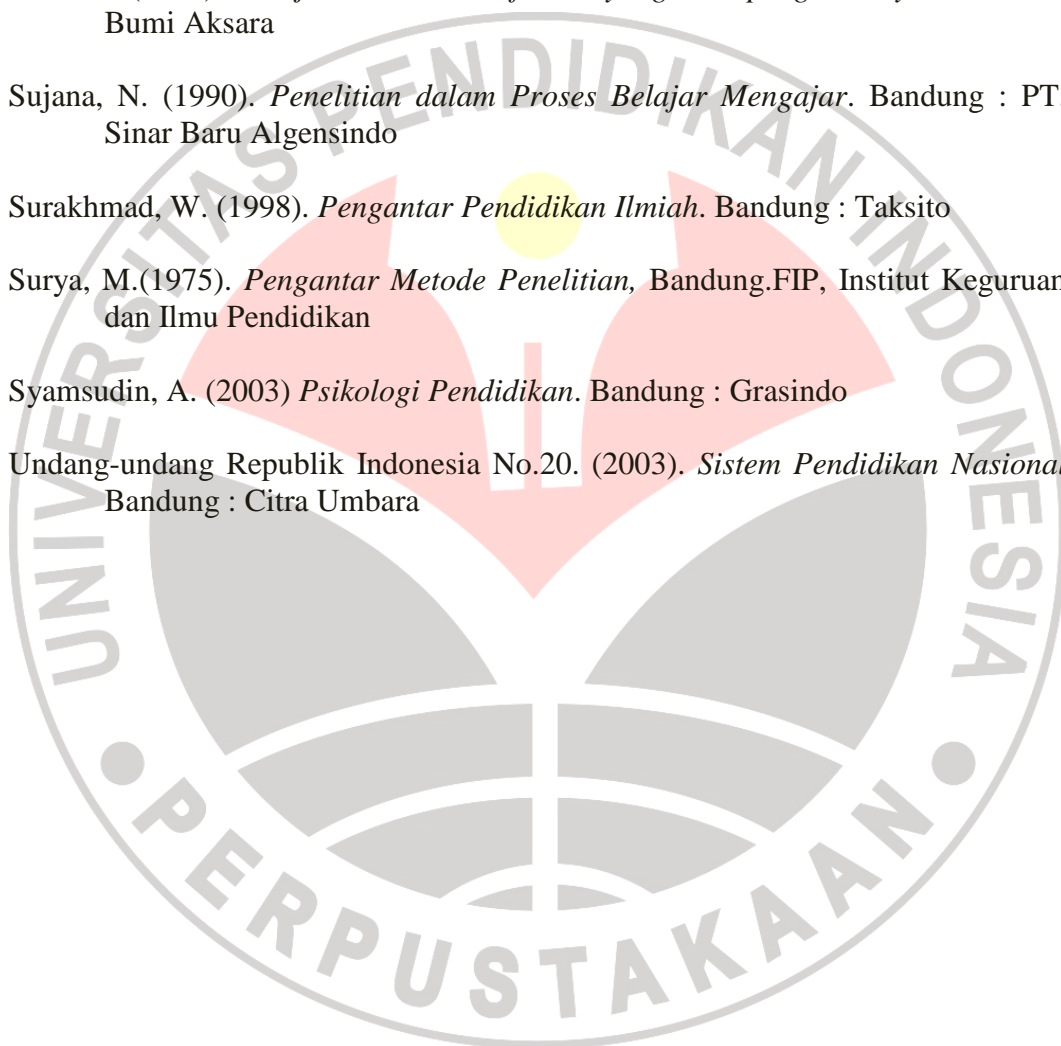 Bumi Aksara
Sujana, N. (1990). Penelitian dalam Proses Belajar Mengajar. Bandung : PT.
Sinar Baru Algensindo
Surakhmad, W. (1998). Pengantar Pendidikan Ilmiah. Bandung : Taksito
Surya, M.(1975). Pengantar Metode Penelitian, Bandung.FIP, Institut Keguruan
dan Ilmu Pendidikan
Syamsudin, A. (2003) Psikologi Pendidikan. Bandung : Grasindo
Undang-undang Republik Indonesia No.20. (2003). Sistem Pendidikan Nasional
Bandung : Citra Umbara
UNIVERSITAS PENDIDIKAN INDONESIA
PERPUSTAKAAN